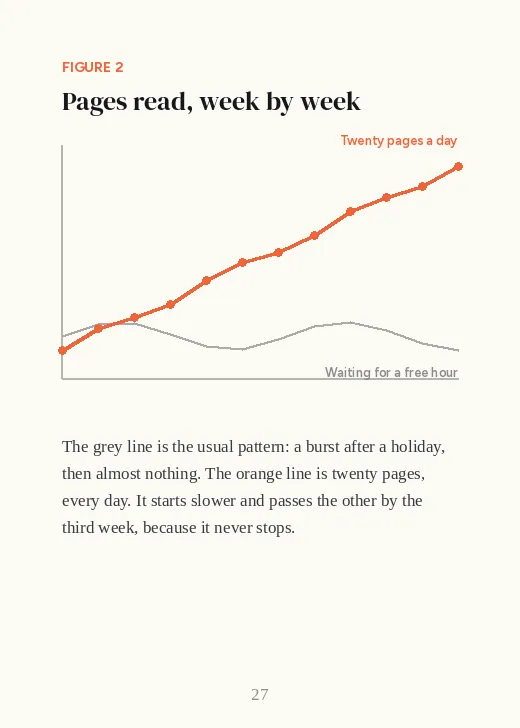 FIGURE 2
Pages read, week by week
Twenty pages a day
Waiting for a free hour
The grey line is the usual pattern: a burst after a holiday,
then almost nothing. The orange line is twenty pages,
every day. It starts slower and passes the other by the
third week, because it never stops.
27